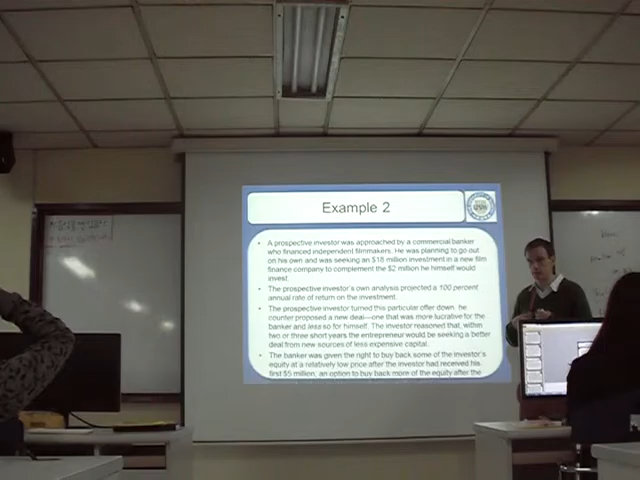 Example 2
• A prospective investor was approached by a commercial banker
who financed independent filmmakers. He was planning to go out
on his own and was seeking an $18 million investment in a new film
finance company to complement the $2 million he himself would
invest.
• The prospective investor's own analysis projected a 100 percent
annual rate of return on the investment.
• The prospective investor turned this particular offer down; he
counter proposed a new deal—one that was more lucrative for the
banker and less so for himself. The investor reasoned that, within
two or three short years the entrepreneur would be seeking a better
deal from new sources of less expensive capital.
• The banker was given the right to buy back some of the investor's
equity at a relatively low price after the investor had received his
first $5 million; an option to buy back more of the equity after the